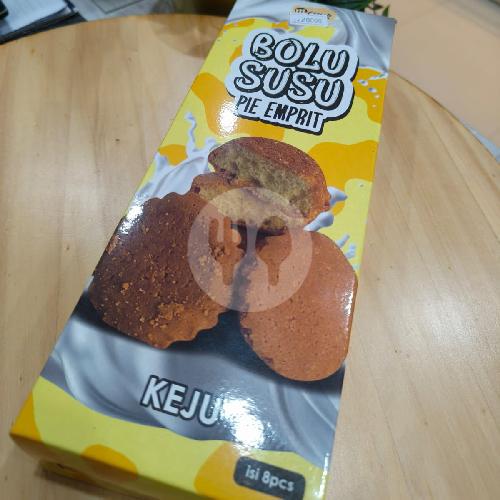 BOLU
SUSU
PIE EMPRIT
KEJU
isi 8pcs